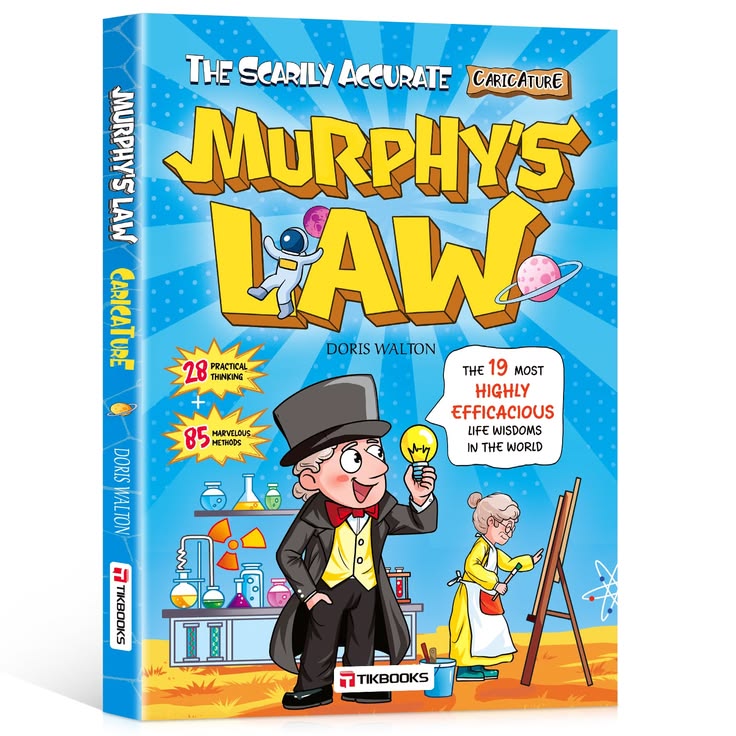 THE SCARILY ACCURATE
CARICATURE
MURPHY'S
LAW
DORIS WALTON
28 PRACTICAL
THINKING
+
85 MARVELOUS
METHODS
THE 19 MOST
HIGHLY
EFFICACIOUS
LIFE WISDOMS
IN THE WORLD
TIKBOOKS
MURPHY'S LAW
CARICATURE
DORIS WALTON
TIKBOOKS